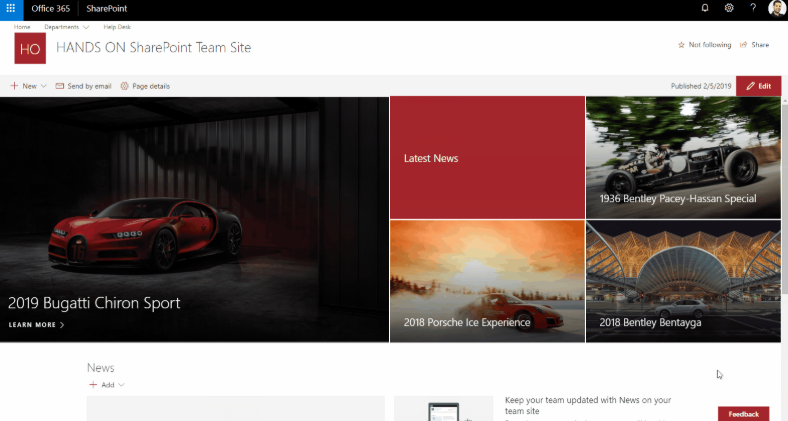 Office 365 SharePoint
Home Departments Help Desk
HO HANDS ON SharePoint Team Site
Not following Share
New Send by email Page details Published 2/5/2019 Edit
Latest News
1936 Bentley Pacey-Hassan Special
2019 Bugatti Chiron Sport
LEARN MORE
2018 Porsche Ice Experience
2018 Bentley Bentayga
News
Add
Keep your team updated with News on your
team site
Feedback